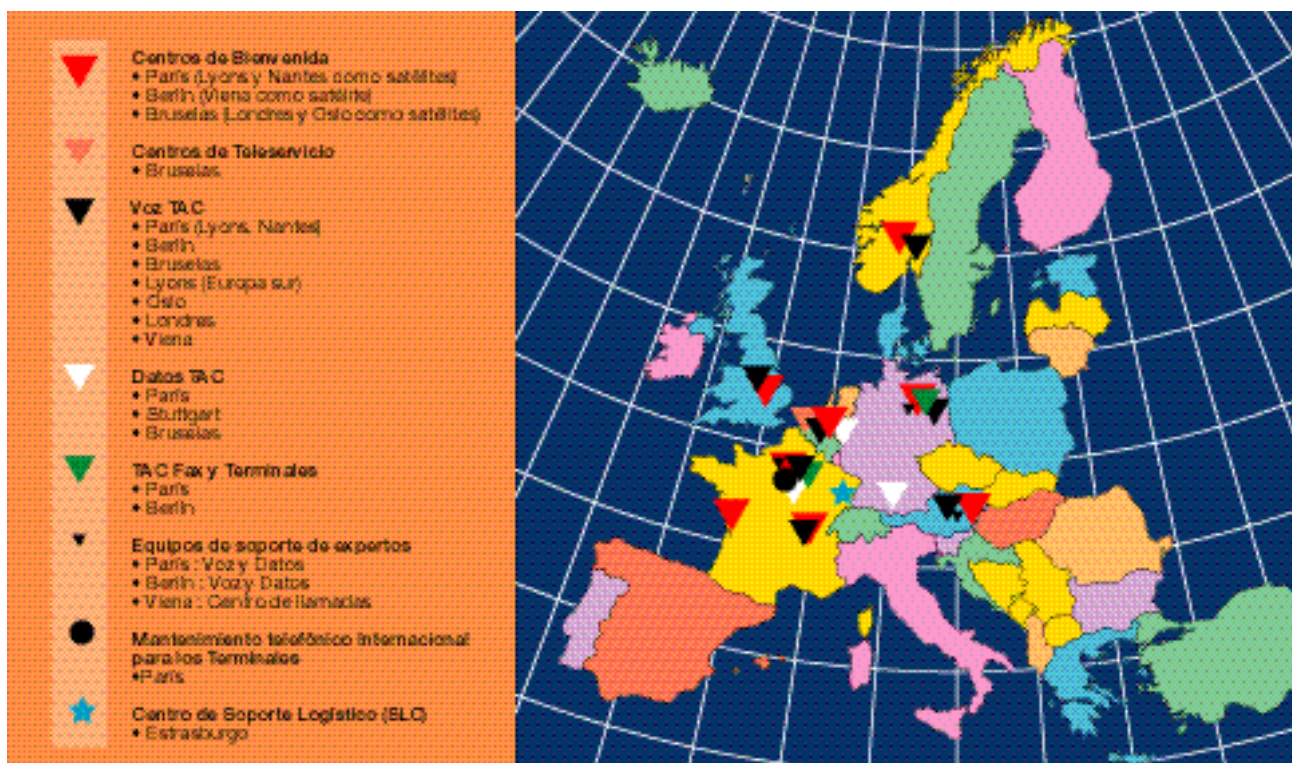 Centros de Bienvenida
• París (Lyons y Nantes como satélites)
• Berlín (Viena como satélite)
• Bruselas (Londres y Oslo como satélites)
Centros de Teleservicio
• Bruselas
Voz TAC
• París (Lyons, Nantes)
• Berlín
• Bruselas
• Lyons (Europa sur)
• Oslo
• Londres
• Viena
Datos TAC
• París
• Stuttgart
• Bruselas
TAC Fax y Terminales
• París
• Berlín
Equipos de soporte de expertos
• París : Voz y Datos
• Berlín : Voz y Datos
• Viena : Centro de llamadas
Mantenimiento telefónico Internacional
para los Terminales
•París
Centro de Soporte Logístico (SLC)
• Estrasburgo